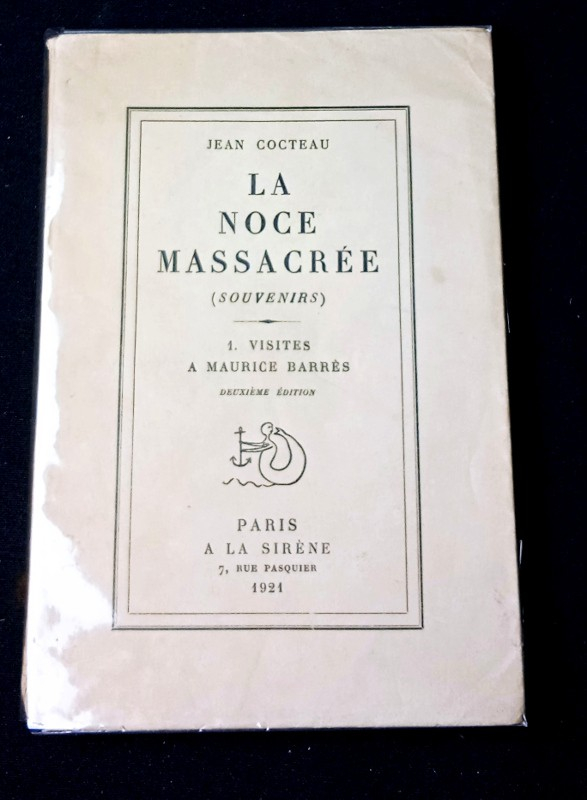 JEAN COCTEAU
LA
NOCE
MASSACRÉE
(SOUVENIRS)
1. VISITES
A MAURICE BARRÈS
DEUXIÈME ÉDITION
PARIS
A LA SIRÈNE
7, RUE PASQUIER
1921